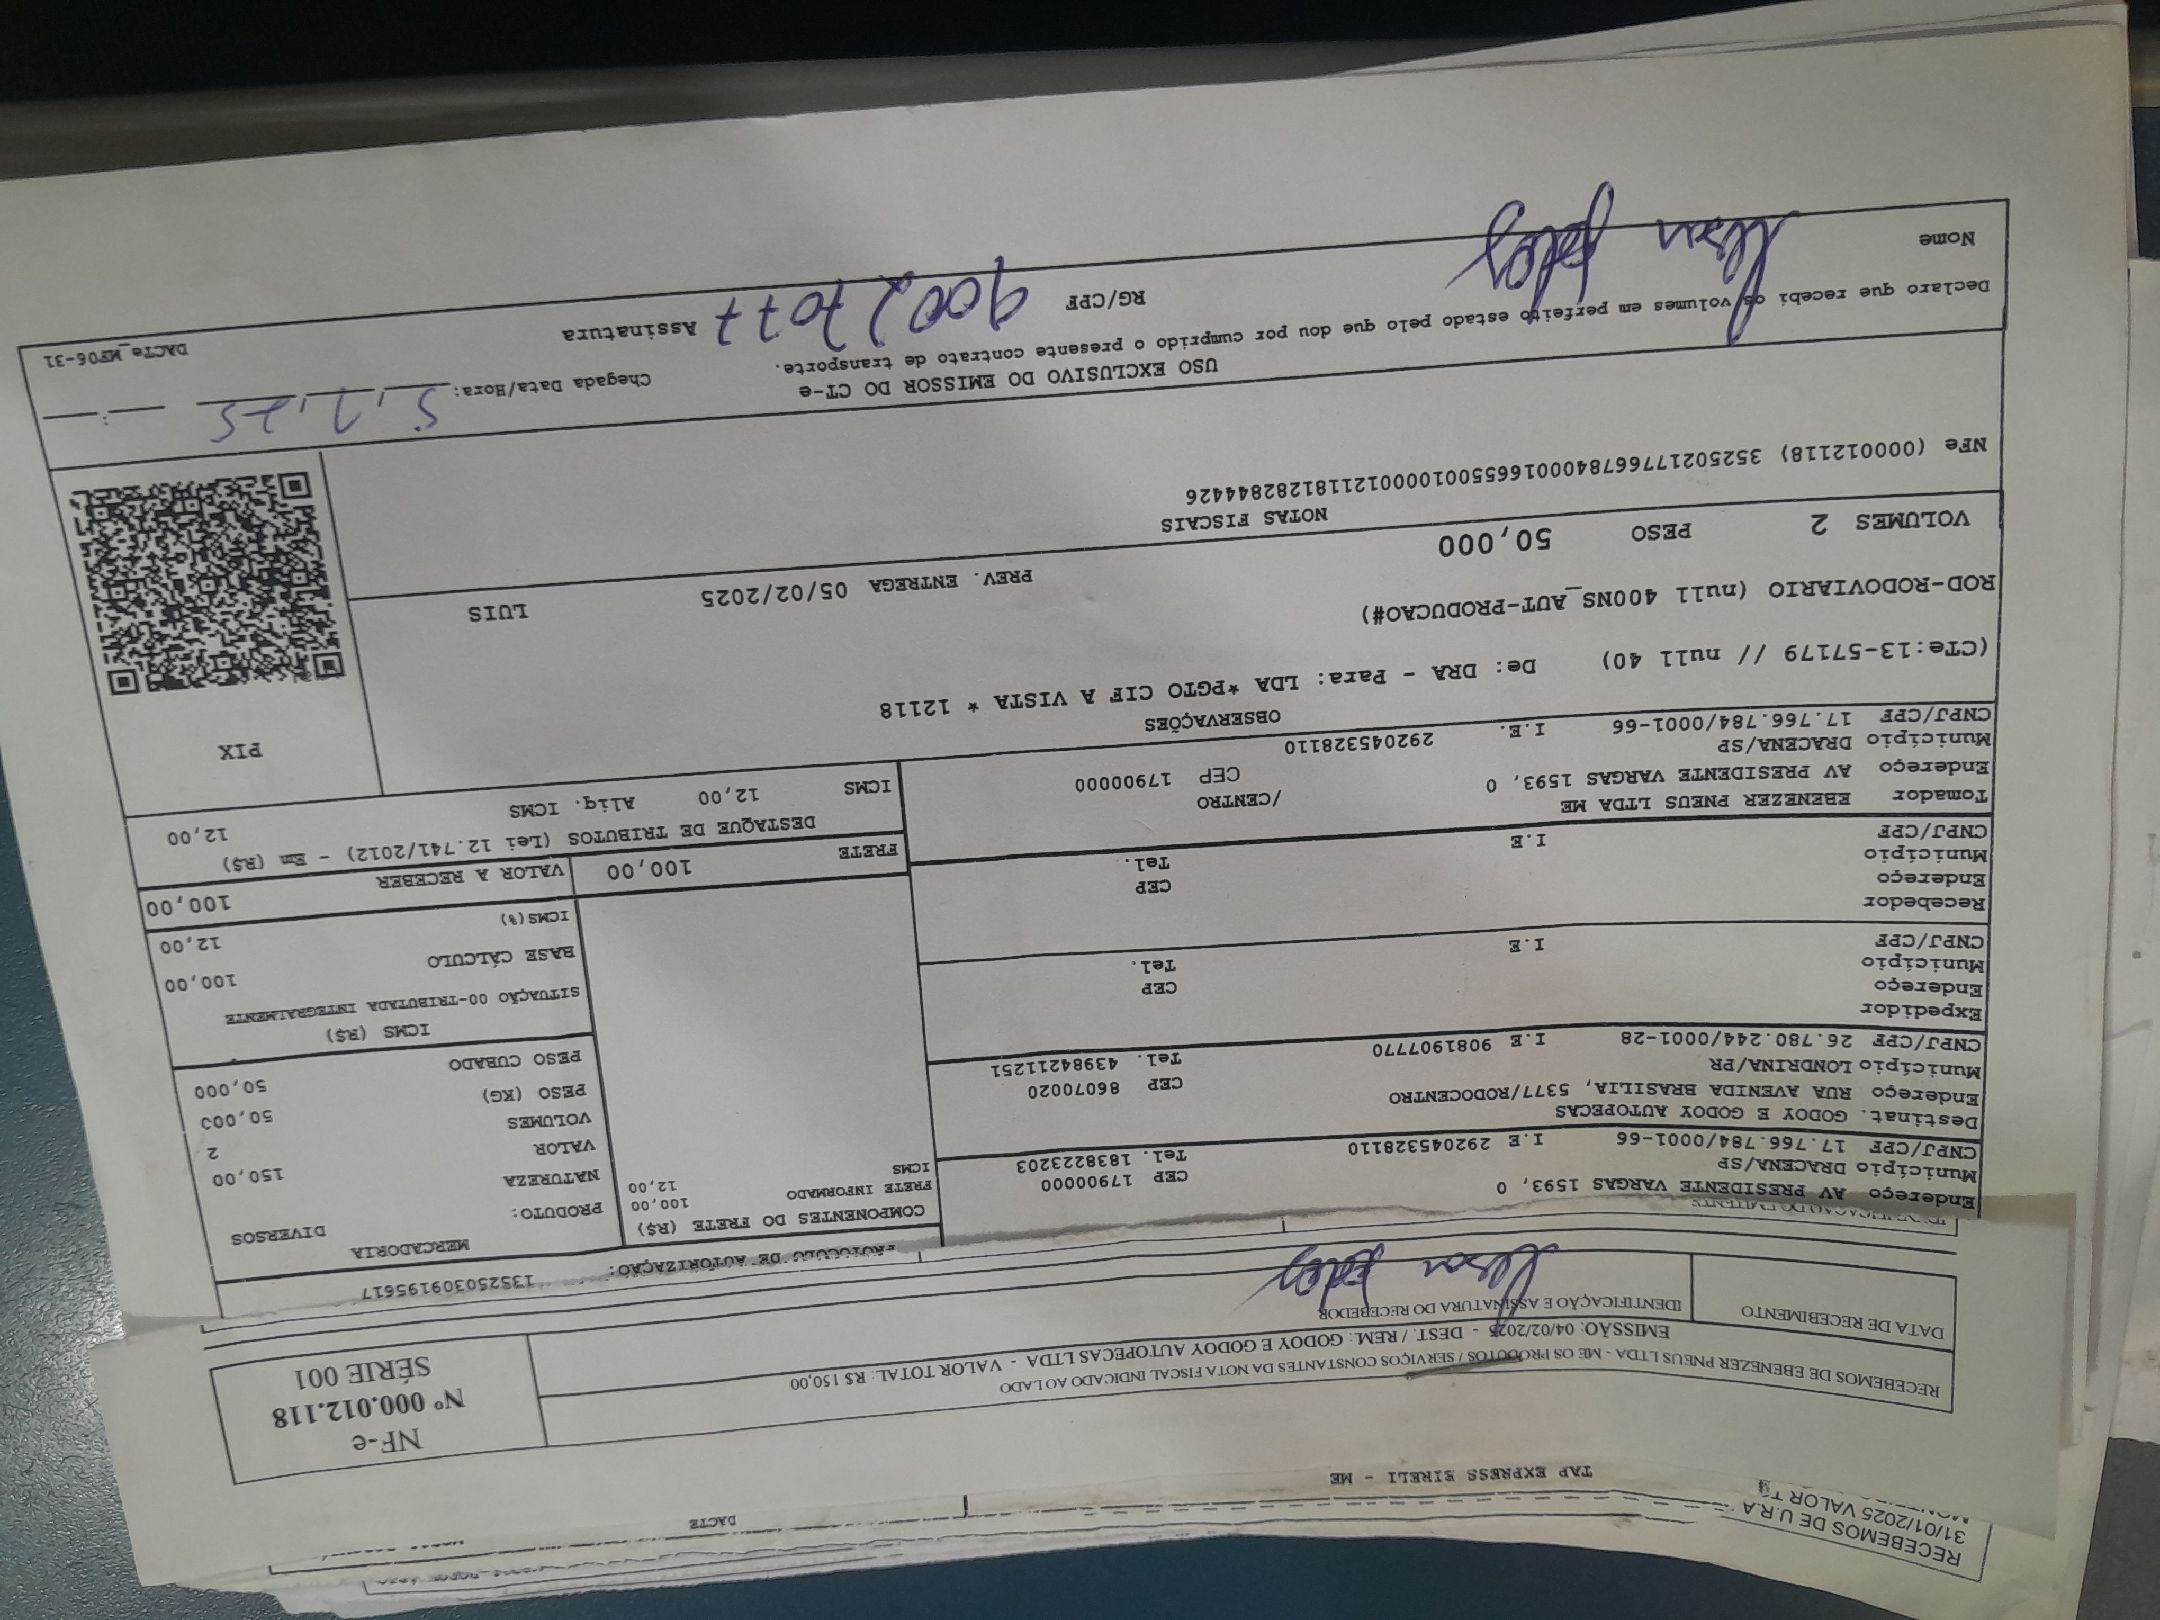 RECEBEMOS DE U.R.A
31/01/2025 VALOR T
DACTE
TAP EXPRESS EIRELI - ME
RECEBEMOS DE EBENEZER PNEUS LTDA - ME OS PRODUTOS / SERVIÇOS CONSTANTES DA NOTA FISCAL INDICADO AO LADO
EMISSÃO: 04/02/2025 - DEST. / REM.: GODOY E GODOY AUTOPECAS LTDA - VALOR TOTAL: R$ 150,00
DATA DE RECEBIMENTO
IDENTIFICAÇÃO E ASSINATURA DO RECEBEDOR
NF-e
Nº 000.012.118
SÉRIE 001
PROTOCOLO DE AUTORIZAÇÃO: 135250309195617
Endereço AV PRESIDENTE VARGAS 1593, 0
Município DRACENA/SP CEP 17900000
CNPJ/CPF 17.766.784/0001-66 I.E 292045328110 Tel. 1838223203
Destinat. GODOY E GODOY AUTOPECAS
Endereço RUA AVENIDA BRASILIA, 5377/RODOCENTRO
Município LONDRINA/PR CEP 86070020
CNPJ/CPF 26.780.244/0001-28 I.E 9081907770 Tel. 43984211251
Expedidor
Endereço
Município CEP
CNPJ/CPF I.E Tel.
Recebedor
Endereço
Município CEP
CNPJ/CPF I.E Tel.
Tomador EBENEZER PNEUS LTDA ME
Endereço AV PRESIDENTE VARGAS 1593, 0 /CENTRO
Município DRACENA/SP CEP 17900000
CNPJ/CPF 17.766.784/0001-66 I.E. 292045328110
COMPONENTES DO FRETE (R$)
FRETE INFORMADO 100,00
ICMS 12,00
FRETE 100,00
MERCADORIA
PRODUTO: DIVERSOS
NATUREZA
VALOR 150,00
VOLUMES 2
PESO (KG) 50,000
PESO CUBADO 50,000
ICMS (R$)
SITUAÇÃO 00-TRIBUTADA INTEGRALMENTE
BASE CÁLCULO 100,00
ICMS(%) 12,00
VALOR A RECEBER 100,00
DESTAQUE DE TRIBUTOS (Lei 12.741/2012) - Em (R$)
ICMS 12,00 Aliq. ICMS 12,00
OBSERVAÇÕES
(CTe:13-57179 // null 40) De: DRA - Para: LDA *PGTO CIF A VISTA * 12118
ROD-RODOVIARIO (null 400NS_AUT-PRODUCAO#)
PREV. ENTREGA 05/02/2025 LUIS
VOLUMES 2 PESO 50,000
PIX
NOTAS FISCAIS
NFe (000012118) 35250217766784000166550010000121181282844426
USO EXCLUSIVO DO EMISSOR DO CT-e
Declaro que recebi os volumes em perfeito estado pelo que dou por cumprido o presente contrato de transporte.
Chegada Data/Hora:
Nome RG/CPF 90027077 Assinatura
DACTe_MF06-31